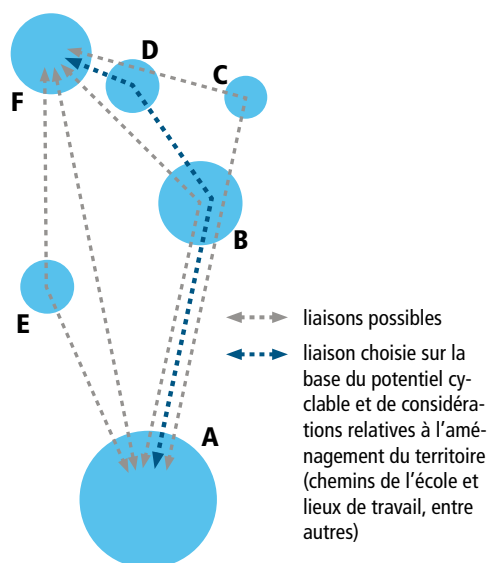 D
C
F
B
E
A
liaisons possibles
liaison choisie sur la
base du potentiel cy-
clable et de considéra-
tions relatives à l'amé-
nagement du territoire
(chemins de l'école et
lieux de travail, entre
autres)